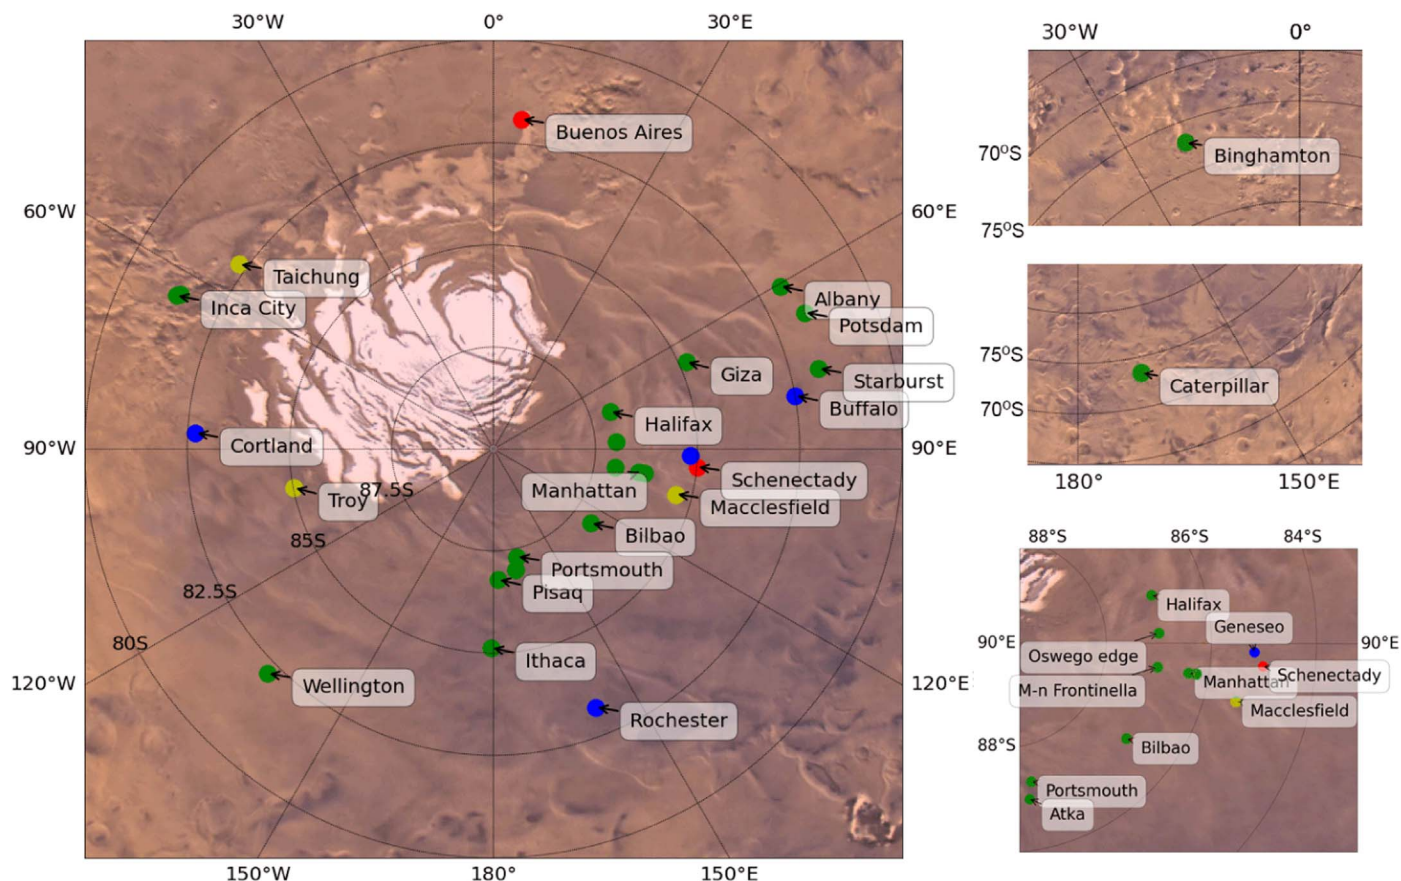 30°W 0° 30°E
60°W
90°W
120°W
60°E
90°E
120°E
150°W 180° 150°E
Buenos Aires
Taichung
Inca City
Albany
Potsdam
Giza
Starburst
Buffalo
Halifax
Cortland
Schenectady
Manhattan
Macclesfield
Troy
87.5S
Bilbao
85S
Portsmouth
Pisaq
82.5S
80S
Ithaca
Wellington
Rochester
30°W 0°
70°S
75°S
Binghamton
75°S
70°S
Caterpillar
180° 150°E
88°S 86°S 84°S
90°E 90°E
88°S
Halifax
Geneseo
Oswego edge
Schenectady
M-n Frontinella
Manhattan
Macclesfield
Bilbao
Portsmouth
Atka